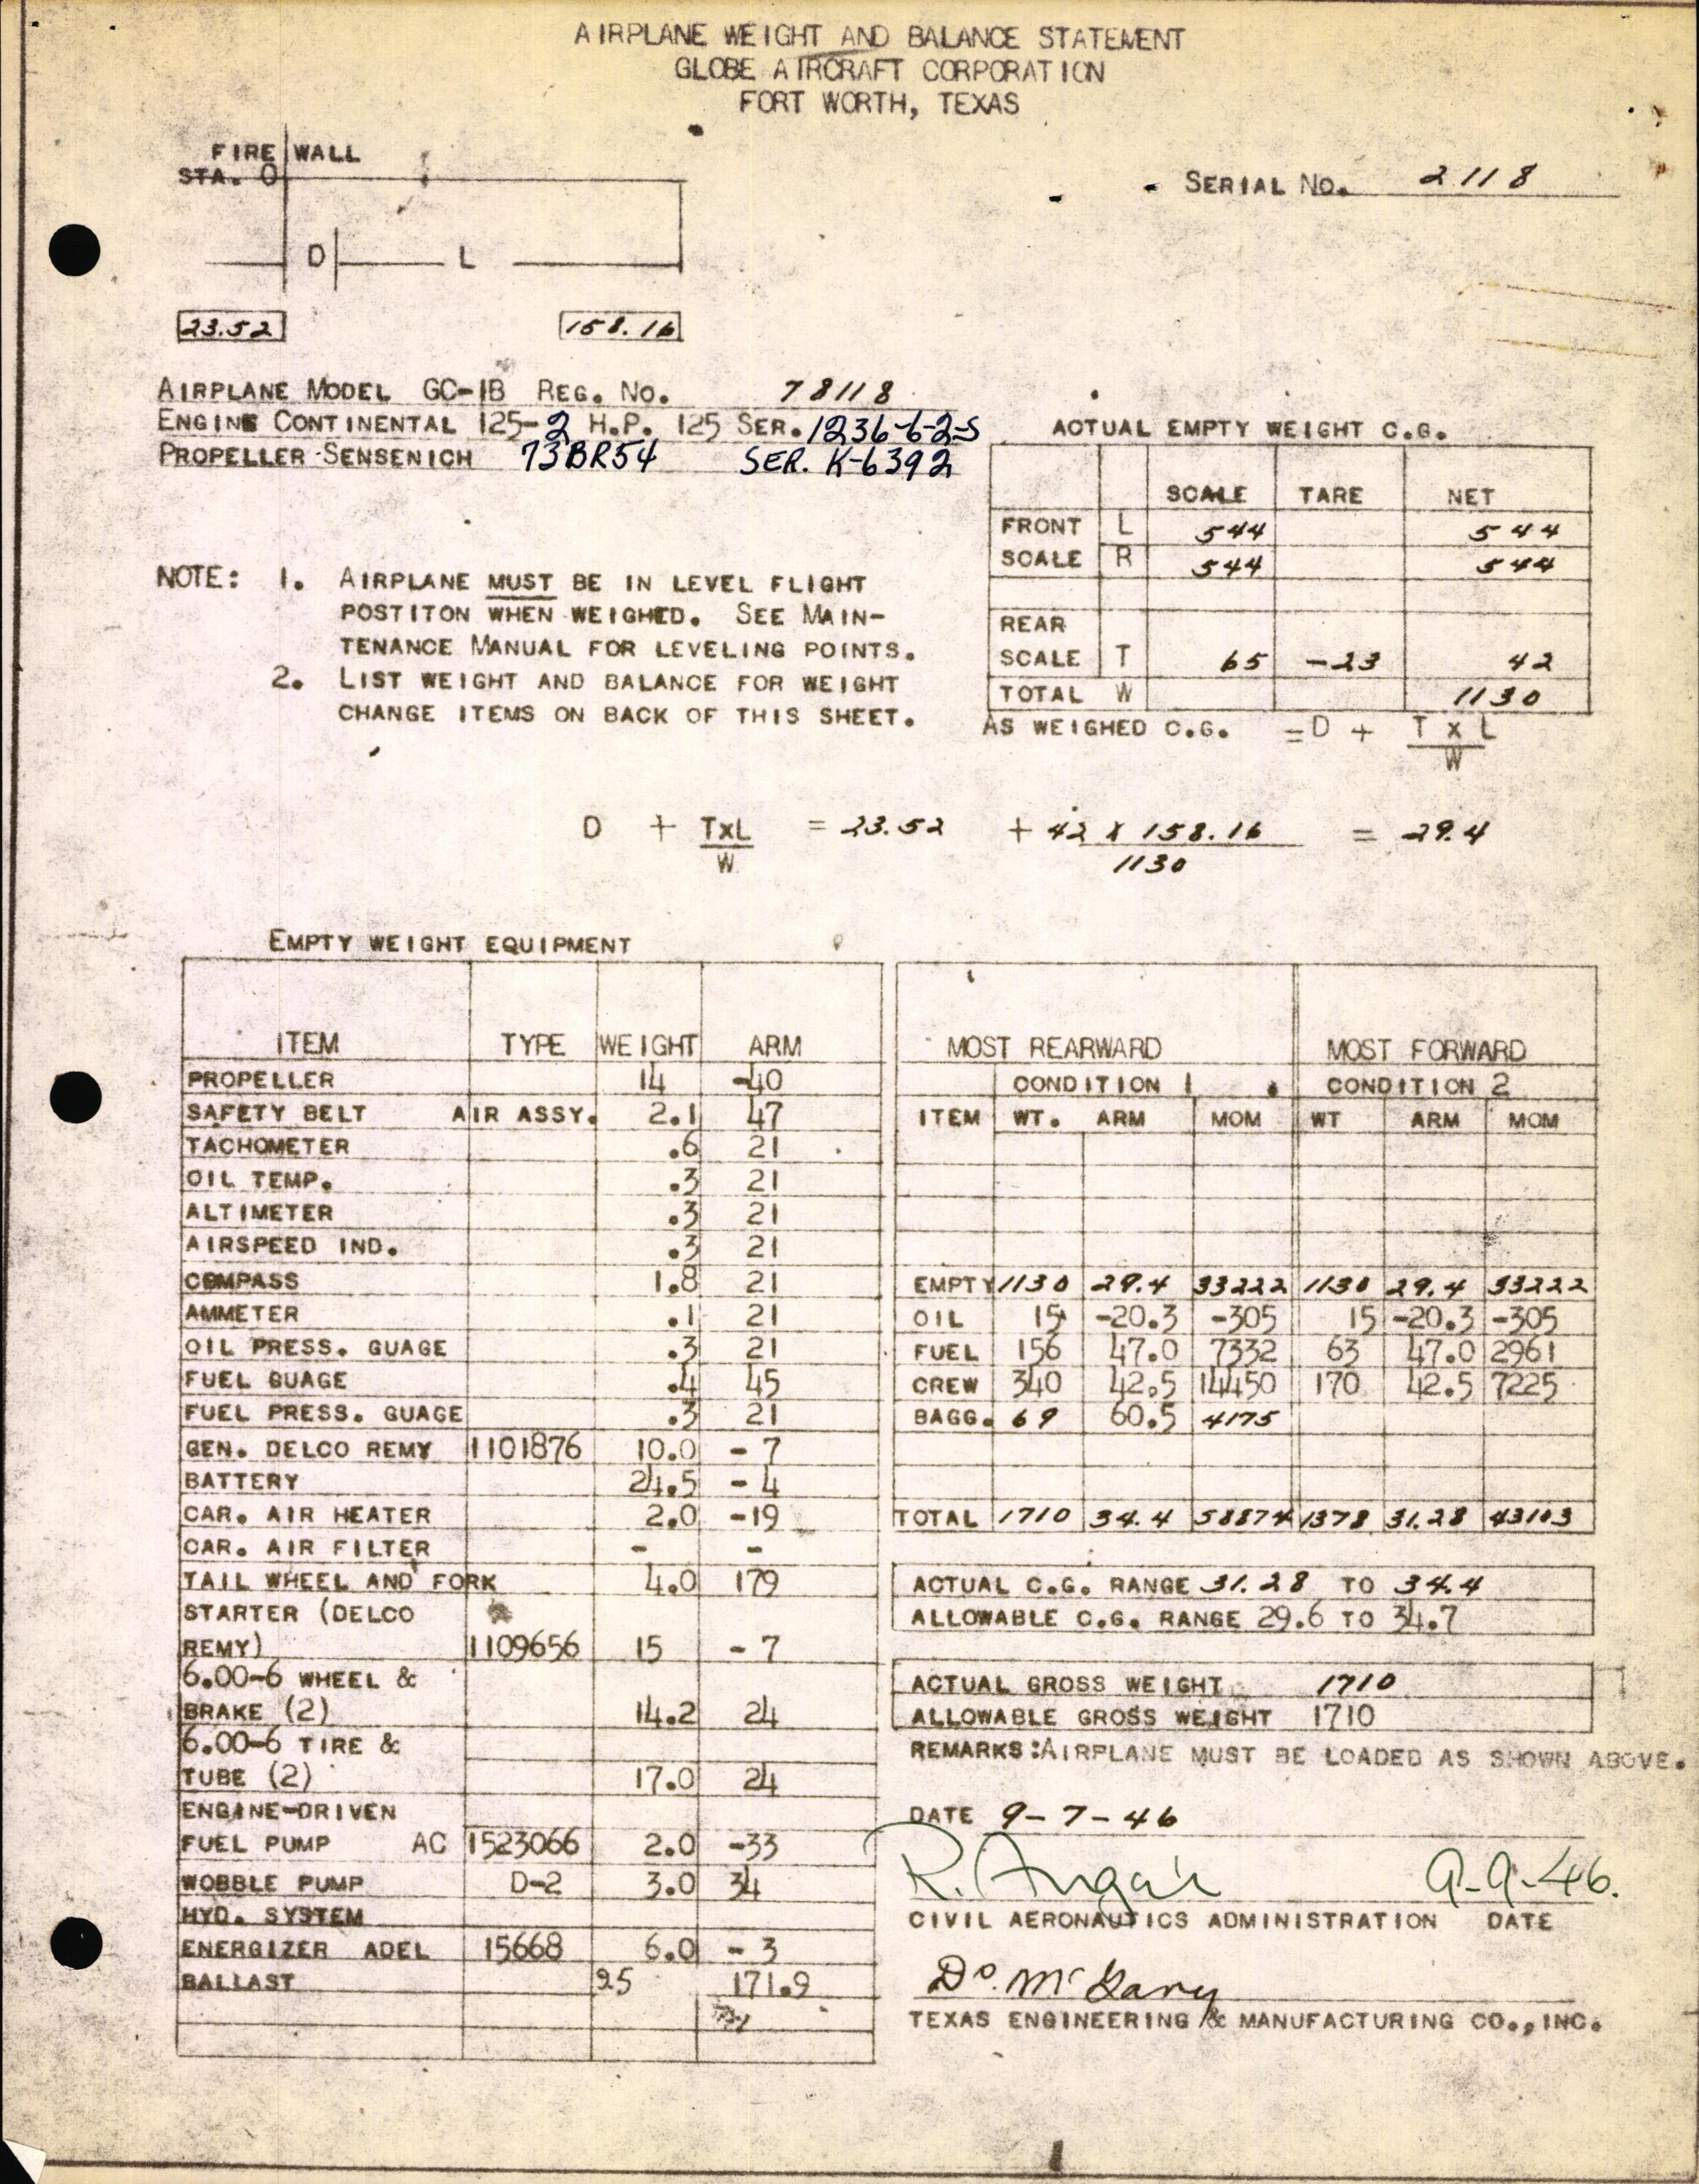 AIRPLANE WEIGHT AND BALANCE STATEMENT
GLOBE AIRCRAFT CORPORATION
FORT WORTH, TEXAS
FIRE WALL
STA. 0
SERIAL NO. 2118
D L
23.52 158.16
AIRPLANE MODEL GC-1B REG. NO. 78118
ENGINE CONTINENTAL 125-2 H.P. 125 SER. 1236-6-2-S
PROPELLER SENSENICH 73BR54 SER. K-6392
ACTUAL EMPTY WEIGHT C.G.
SCALE TARE NET
FRONT L 544 544
SCALE R 544 544
REAR
SCALE T 65 -23 42
TOTAL W 1130
AS WEIGHED C.G. = D + T X L
W
NOTE: 1. AIRPLANE MUST BE IN LEVEL FLIGHT
POSTITON WHEN WEIGHED. SEE MAIN-
TENANCE MANUAL FOR LEVELING POINTS.
2. LIST WEIGHT AND BALANCE FOR WEIGHT
CHANGE ITEMS ON BACK OF THIS SHEET.
D + TXL = 23.52 + 42 X 158.16 = 29.4
W 1130
EMPTY WEIGHT EQUIPMENT
ITEM TYPE WEIGHT ARM
PROPELLER 14 -40
SAFETY BELT AIR ASSY. 2.1 47
TACHOMETER .6 21
OIL TEMP. .3 21
ALTIMETER .3 21
AIRSPEED IND. .3 21
COMPASS 1.8 21
AMMETER .1 21
OIL PRESS. GUAGE .3 21
FUEL GUAGE .4 45
FUEL PRESS. GUAGE .3 21
GEN. DELCO REMY 1101876 10.0 - 7
BATTERY 24.5 - 4
CAR. AIR HEATER 2.0 -19
CAR. AIR FILTER - -
TAIL WHEEL AND FORK 4.0 179
STARTER (DELCO
REMY) 1109656 15 - 7
6.00-6 WHEEL &
BRAKE (2) 14.2 24
6.00-6 TIRE &
TUBE (2) 17.0 24
ENGINE-DRIVEN
FUEL PUMP AC 1523066 2.0 -33
WOBBLE PUMP D-2 3.0 34
HYD. SYSTEM
ENERGIZER ADEL 15668 6.0 - 3
BALLAST 25 171.9
MOST REARWARD MOST FORWARD
CONDITION 1 CONDITION 2
ITEM WT. ARM MOM WT ARM MOM
EMPTY 1130 29.4 33222 1130 29.4 33222
OIL 15 -20.3 -305 15 -20.3 -305
FUEL 156 47.0 7332 63 47.0 2961
CREW 340 42.5 14450 170 42.5 7225
BAGG. 69 60.5 4175
TOTAL 1710 34.4 58874 1378 31.28 43103
ACTUAL C.G. RANGE 31.28 TO 34.4
ALLOWABLE C.G. RANGE 29.6 TO 34.7
ACTUAL GROSS WEIGHT 1710
ALLOWABLE GROSS WEIGHT 1710
REMARKS: AIRPLANE MUST BE LOADED AS SHOWN ABOVE.
DATE 9-7-46
R. 9-9-46.
CIVIL AERONAUTICS ADMINISTRATION DATE
TEXAS ENGINEERING & MANUFACTURING CO., INC.